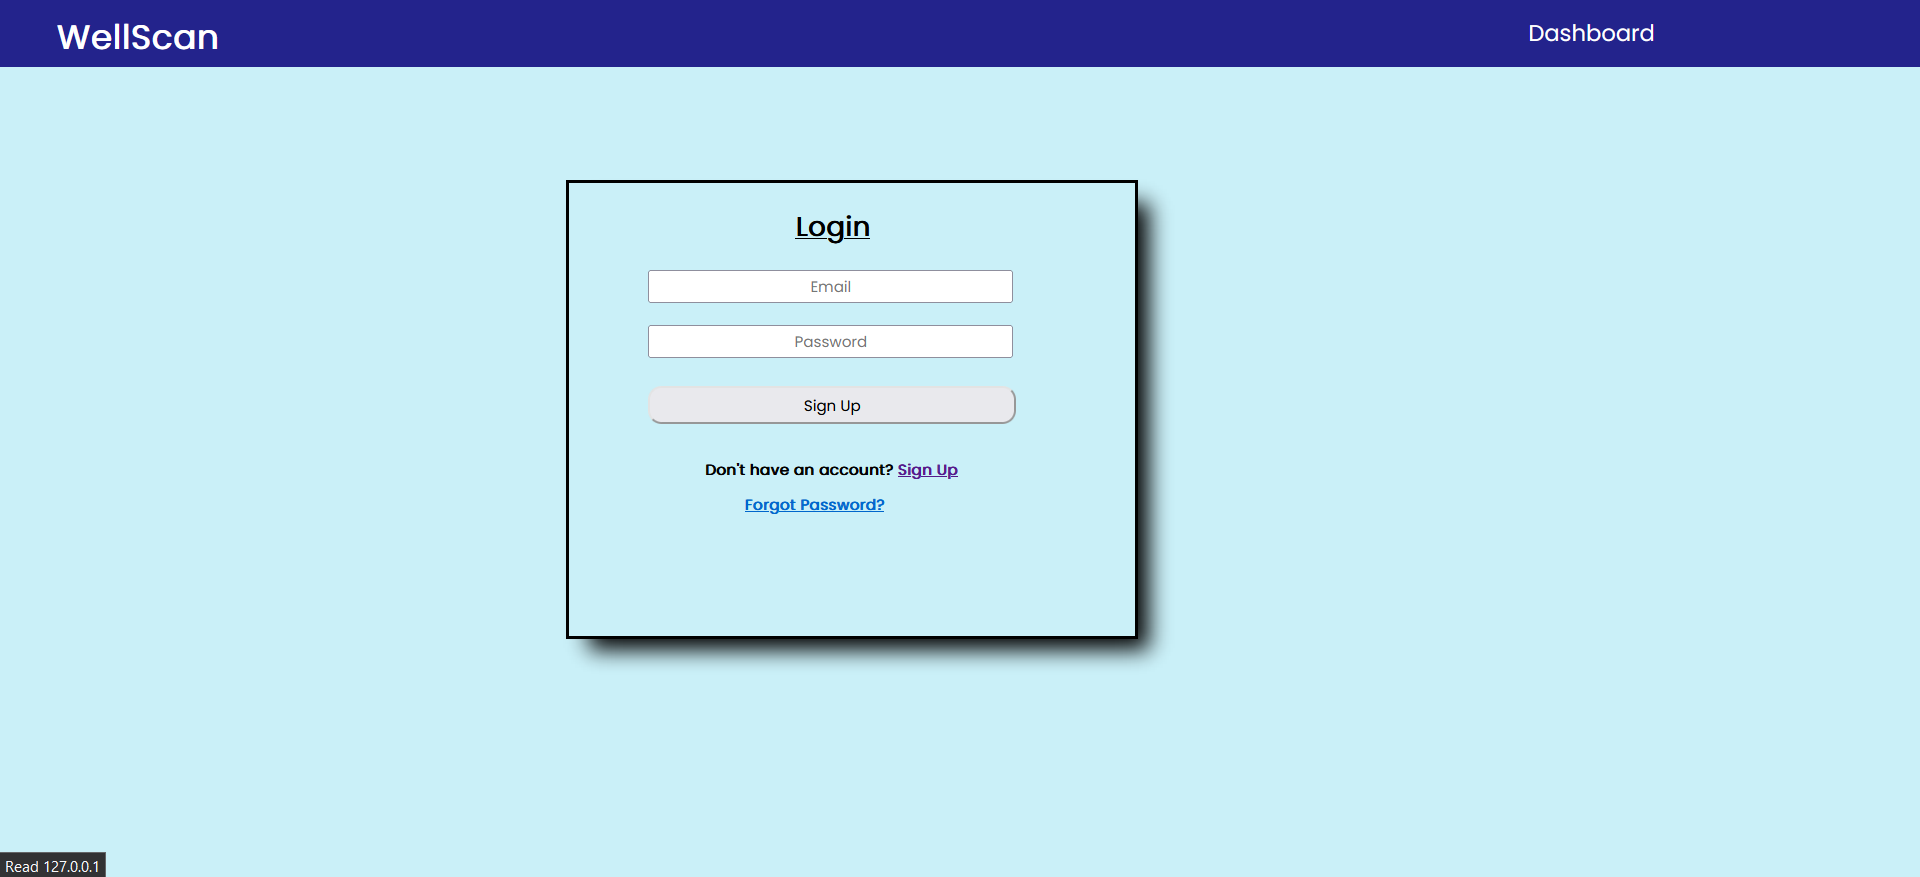 WellScan Dashboard
Login
Email
Password
Sign Up
Don't have an account? Sign Up
Forgot Password?
Read 127.0.0.1